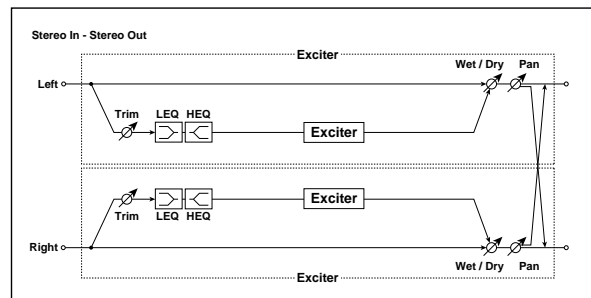 Stereo In - Stereo Out
Exciter
Wet / Dry Pan
Left
Trim LEQ HEQ
Exciter
Exciter
Trim LEQ HEQ
Right
Wet / Dry Pan
Exciter